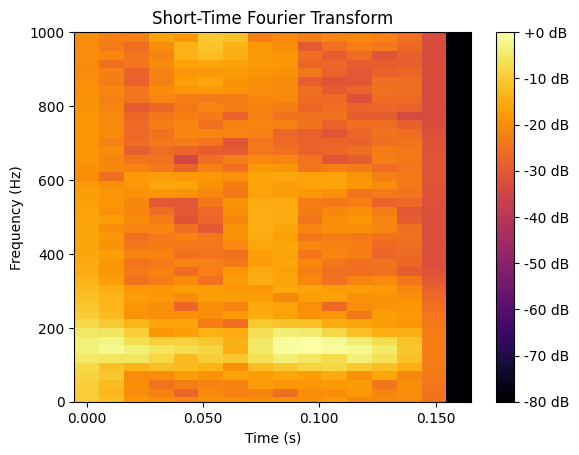 Short-Time Fourier Transform
1000
800
600
400
200
0
Frequency (Hz)
0.000
0.050
0.100
0.150
Time (s)
+0 dB
-10 dB
-20 dB
-30 dB
-40 dB
-50 dB
-60 dB
-70 dB
-80 dB